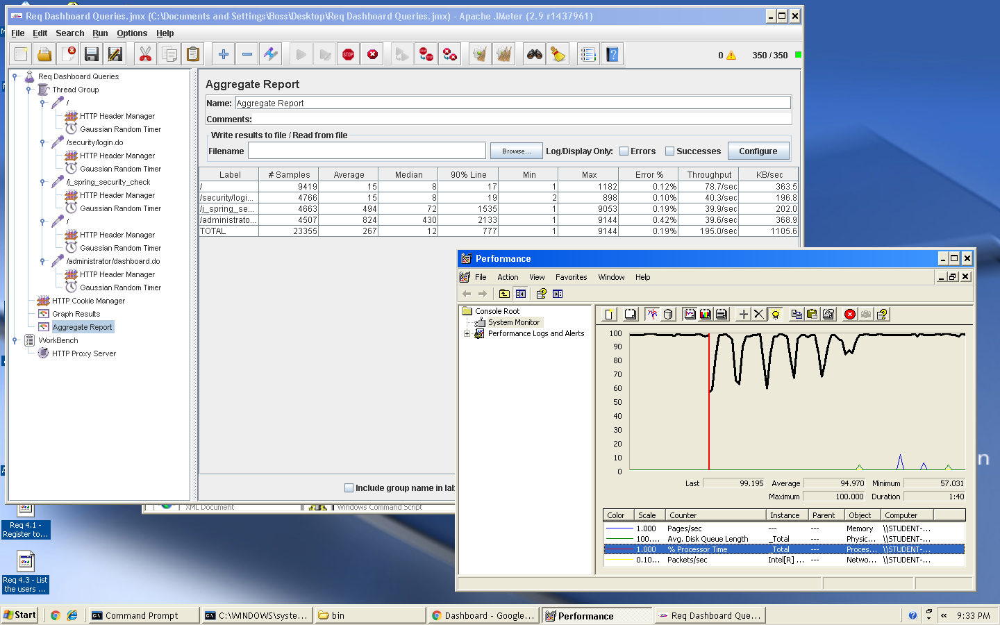 Req Dashboard Queries.jmx (C:\Documents and Settings\Boss\Desktop\Req Dashboard Queries.jmx) - Apache JMeter (2.9 r1437961)
File Edit Search Run Options Help
0 350 / 350
Req Dashboard Queries
Thread Group
/
HTTP Header Manager
Gaussian Random Timer
/security/login.do
HTTP Header Manager
Gaussian Random Timer
/j_spring_security_check
HTTP Header Manager
Gaussian Random Timer
/
HTTP Header Manager
Gaussian Random Timer
/administrator/dashboard.do
HTTP Header Manager
Gaussian Random Timer
HTTP Cookie Manager
Graph Results
Aggregate Report
WorkBench
HTTP Proxy Server
Aggregate Report
Name: Aggregate Report
Comments:
Write results to file / Read from file
Filename Browse... Log/Display Only: Errors Successes Configure
Label # Samples Average Median 90% Line Min Max Error % Throughput KB/sec
/ 9419 15 8 17 1 1182 0.12% 78.7/sec 363.5
/security/logi... 4766 15 8 19 2 898 0.10% 40.3/sec 196.8
/j_spring_se... 4663 494 72 1535 1 9053 0.19% 39.9/sec 202.0
/administrato... 4507 824 430 2133 1 9144 0.42% 39.6/sec 368.9
TOTAL 23355 267 12 777 1 9144 0.19% 195.0/sec 1105.6
Include group name in lab
XML Document Windows Command Script
Performance
File Action View Favorites Window Help
Console Root
System Monitor
Performance Logs and Alerts
100
90
80
70
60
50
40
30
20
10
0
Last 99.195 Average 94.970 Minimum 57.031
Maximum 100.000 Duration 1:40
Color Scale Counter Instance Parent Object Computer
1.000 Pages/sec --- --- Memory \\STUDENT-...
100.... Avg. Disk Queue Length _Total --- Physic... \\STUDENT-...
1.000 % Processor Time _Total --- Proces... \\STUDENT-...
0.10... Packets/sec Intel[R] ... --- Netwo... \\STUDENT-...
n
Req 4.1 -
Register to...
Req 4.3 - List
the users ...
Start Command Prompt C:\WINDOWS\syste... bin Dashboard - Google... Performance Req Dashboard Que... « 9:33 PM